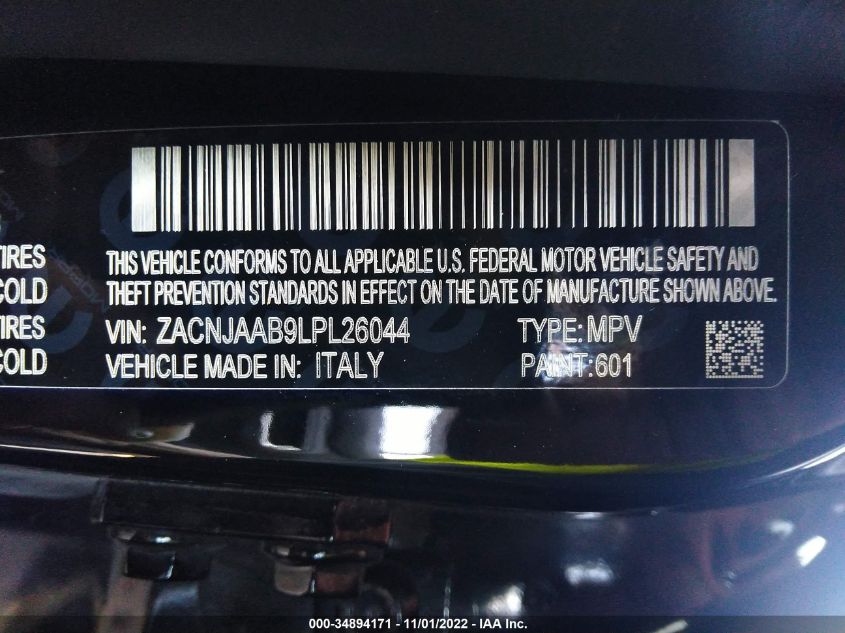 THIS VEHICLE CONFORMS TO ALL APPLICABLE U.S. FEDERAL MOTOR VEHICLE SAFETY AND
THEFT PREVENTION STANDARDS IN EFFECT ON THE DATE OF MANUFACTURE SHOWN ABOVE.
VIN: ZACNJAAB9LPL26044 TYPE: MPV
VEHICLE MADE IN: ITALY PAINT:601
TIRES
COLD
TIRES
COLD
000-34894171 - 11/01/2022 - IAA Inc.